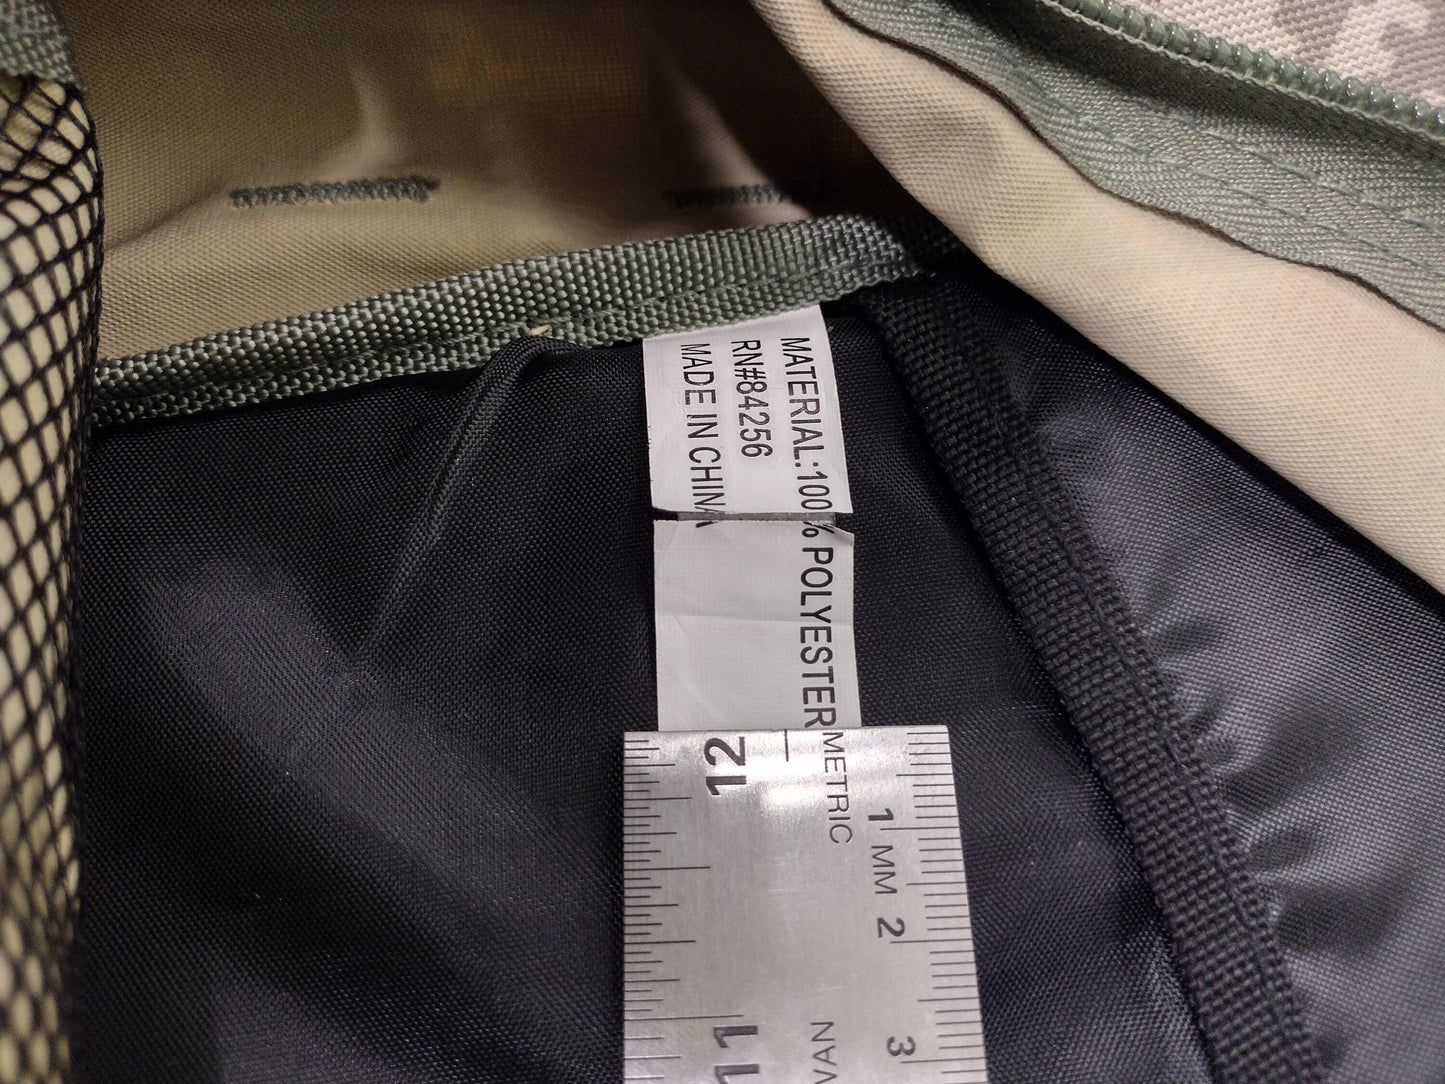 MATERIAL:100% POLYESTER
RN#84256
MADE IN CHINA
METRIC
1 MM
2
3
12
11